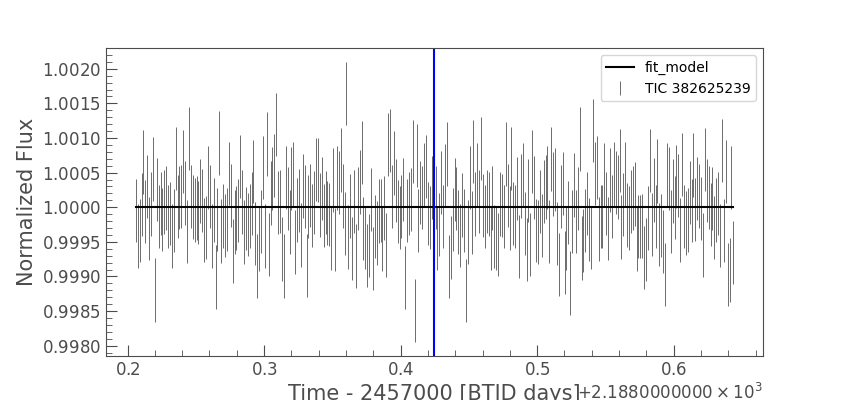 fit_model
TIC 382625239
1.0020
1.0015
1.0010
1.0005
1.0000
0.9995
0.9990
0.9985
0.9980
Normalized Flux
0.2 0.3 0.4 0.5 0.6
Time - 2457000 [BTJD days]
+2.1880000000 × 10³